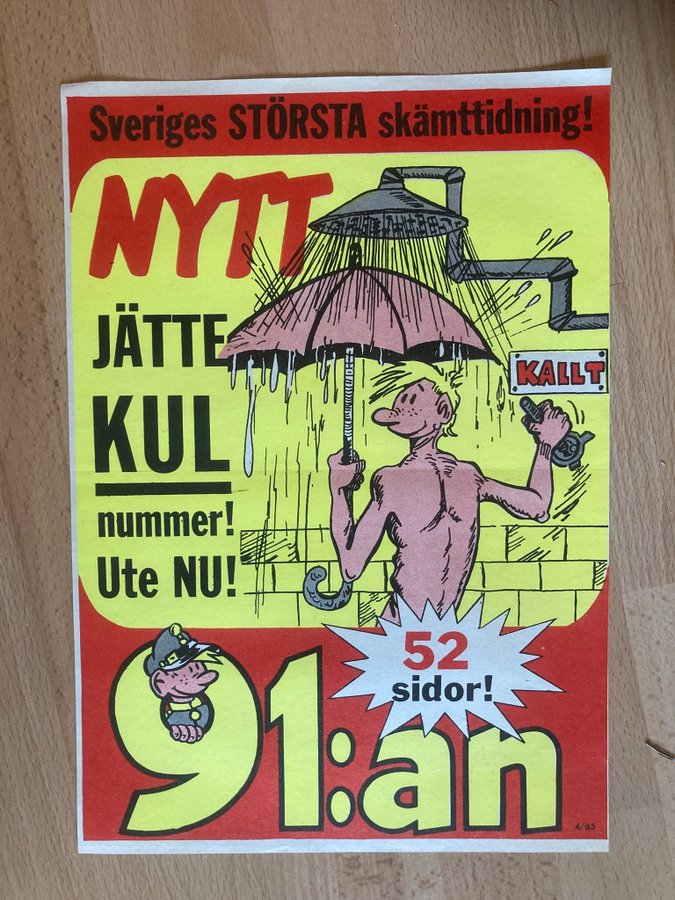 Sveriges STÖRSTA skämttidning!
NYTT
JÄTTE
KUL
nummer!
Ute NU!
KALLT
52
sidor!
91:an
4/65